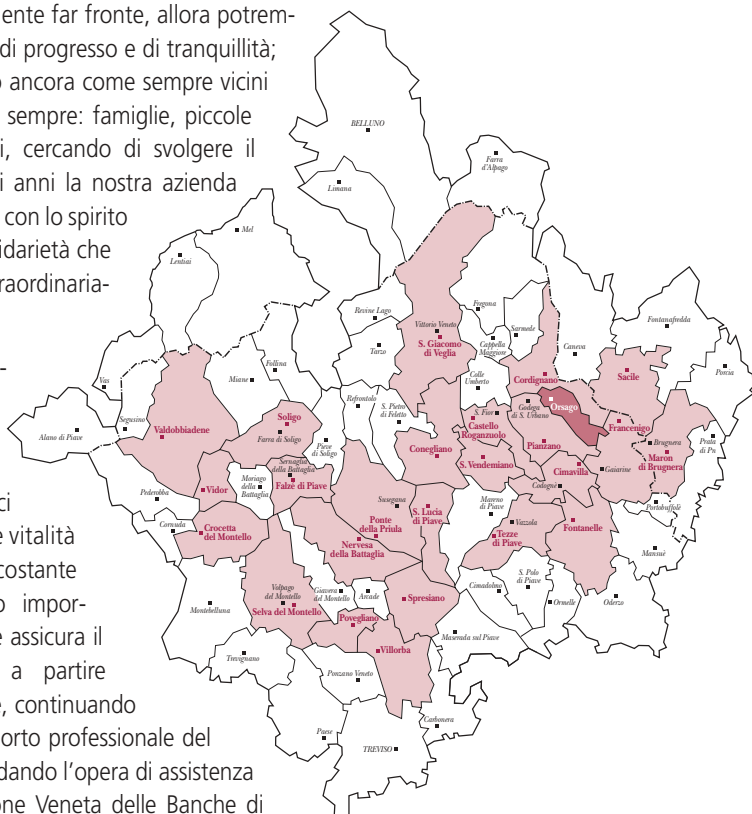 ente far fronte, allora potrem-
di progresso e di tranquillità;
o ancora come sempre vicini
sempre: famiglie, piccole
i, cercando di svolgere il
i anni la nostra azienda
con lo spirito
idarietà che
raordinaria-
-
ci
e vitalità
costante
o impor-
e assicura il
a partire
e, continuando
orto professionale del
dando l'opera di assistenza
one Veneta delle Banche di
BELLUNO
Farra
d'Alpago
Limana
Mel
Lentiai
Revine Lago
Fregona
Vittorio Veneto
S. Giacomo
di Veglia
Sarmede
Cappella
Maggiore
Caneva
Fontanafredda
Tarzo
Follina
Vas
Miane
Colle
Umberto
Cordignano
Sacile
Porcia
Segusino
Alano di Piave
Valdobbiadene
Soligo
Farra di Soligo
Refrontolo
S. Pietro
di Feletto
S. Fior
Castello
Roganzuolo
Godega
di S. Urbano
Orsago
Francenigo
Pieve
di Soligo
Conegliano
Pianzano
Brugnera
Maron
di Brugnera
Prata
di Pn
Sernaglia
della Battaglia
Falzè di Piave
Moriago
della
Battaglia
S. Vendemiano
Cimavilla
Gaiarine
Pederobba
Vidor
Codognè
Susegana
S. Lucia
di Piave
Mareno
di Piave
Portobuffolè
Cornuda
Crocetta
del Montello
Ponte
della Priula
Nervesa
della Battaglia
Vazzola
Tezze
di Piave
Fontanelle
Mansuè
S. Polo
di Piave
Cimadolmo
Volpago
del Montello
Selva del Montello
Giavera
del Montello
Arcade
Spresiano
Ormelle
Oderzo
Montebelluna
Povegliano
Maserada sul Piave
Villorba
Trevignano
Ponzano Veneto
Carbonera
Paese
TREVISO